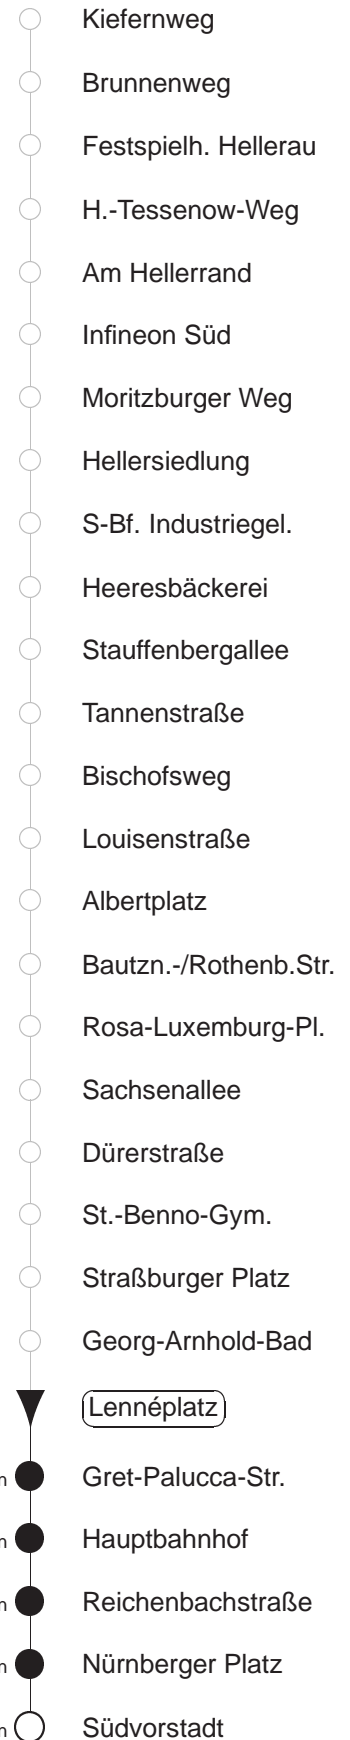 Kiefernweg
Brunnenweg
Festspielh. Hellerau
H.-Tessenow-Weg
Am Hellerrand
Infineon Süd
Moritzburger Weg
Hellersiedlung
S-Bf. Industriegel.
Heeresbäckerei
Stauffenbergallee
Tannenstraße
Bischofsweg
Louisenstraße
Albertplatz
Bautzn.-/Rothenb.Str.
Rosa-Luxemburg-Pl.
Sachsenallee
Dürerstraße
St.-Benno-Gym.
Straßburger Platz
Georg-Arnhold-Bad
Lennéplatz
Gret-Palucca-Str.
Hauptbahnhof
Reichenbachstraße
Nürnberger Platz
Südvorstadt